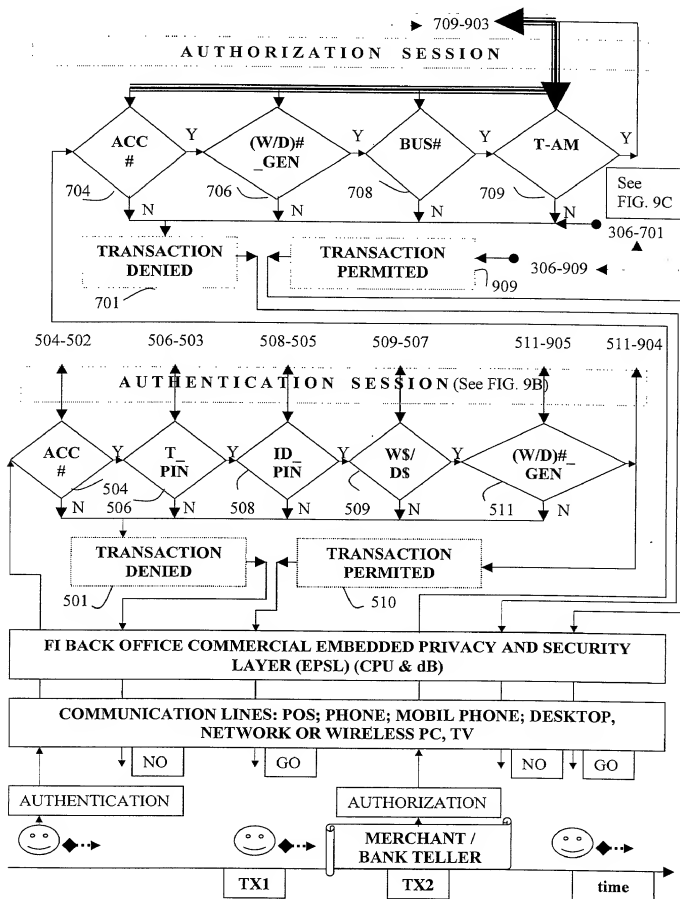 709-903
AUTHORIZATION SESSION
ACC
#
Y
(W/D)#
_GEN
Y
BUS#
Y
T-AM
Y
704
706
708
709
See
FIG. 9C
N
N
N
N
306-701
TRANSACTION
DENIED
TRANSACTION
PERMITED
306-909
701
909
504-502
506-503
508-505
509-507
511-905
511-904
AUTHENTICATION SESSION (See FIG. 9B)
ACC
#
Y
T_
PIN
Y
ID_
PIN
Y
W$/
D$
Y
(W/D)#_
GEN
504
506
508
509
511
N
N
N
N
N
TRANSACTION
DENIED
TRANSACTION
PERMITED
501
510
FI BACK OFFICE COMMERCIAL EMBEDDED PRIVACY AND SECURITY
LAYER (EPSL) (CPU & dB)
COMMUNICATION LINES: POS; PHONE; MOBIL PHONE; DESKTOP,
NETWORK OR WIRELESS PC, TV
NO
GO
NO
GO
AUTHENTICATION
AUTHORIZATION
MERCHANT /
BANK TELLER
TX1
TX2
time